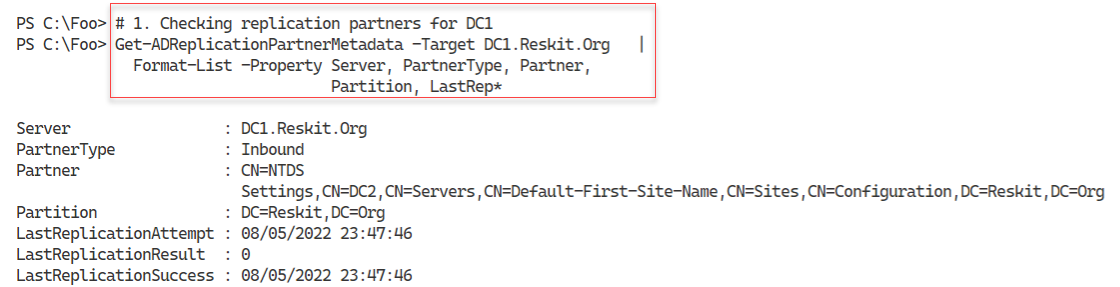 PS C:\Foo> # 1. Checking replication partners for DC1
PS C:\Foo> Get-ADReplicationPartnerMetadata -Target DC1.Reskit.Org   |
             Format-List -Property Server, PartnerType, Partner,
                                   Partition, LastRep*

Server                 : DC1.Reskit.Org
PartnerType            : Inbound
Partner                : CN=NTDS
                         Settings,CN=DC2,CN=Servers,CN=Default-First-Site-Name,CN=Sites,CN=Configuration,DC=Reskit,DC=Org
Partition              : DC=Reskit,DC=Org
LastReplicationAttempt : 08/05/2022 23:47:46
LastReplicationResult  : 0
LastReplicationSuccess : 08/05/2022 23:47:46